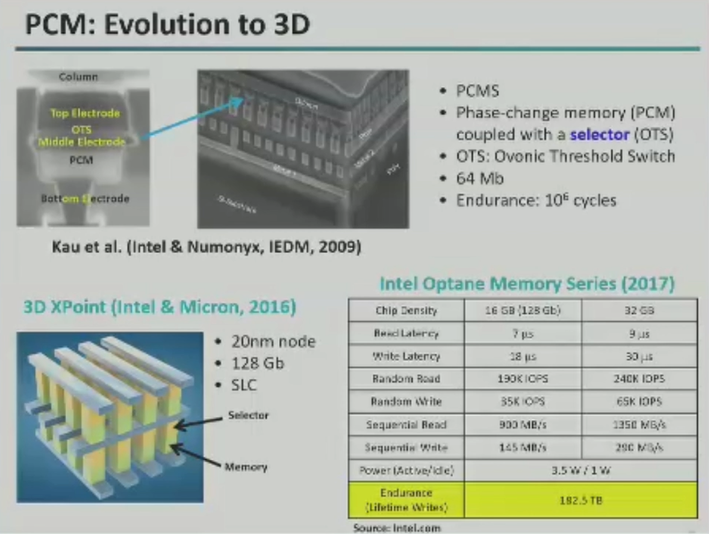 PCM: Evolution to 3D
Column
Top Electrode
OTS
Middle Electrode
PCM
Bottom Electrode
• PCMS
• Phase-change memory (PCM)
coupled with a selector (OTS)
• OTS: Ovonic Threshold Switch
• 64 Mb
• Endurance: 10⁶ cycles
Kau et al. (Intel & Numonyx, IEDM, 2009)
3D XPoint (Intel & Micron, 2016)
• 20nm node
• 128 Gb
• SLC
Selector
Memory
Intel Optane Memory Series (2017)
Chip Density 16 GB (128 Gb) 32 GB
Read Latency 7 µs 9 µs
Write Latency 18 µs 30 µs
Random Read 190K IOPS 240K IOPS
Random Write 35K IOPS 65K IOPS
Sequential Read 900 MB/s 1350 MB/s
Sequential Write 145 MB/s 290 MB/s
Power (Active/Idle) 3.5 W / 1 W
Endurance
(Lifetime Writes) 182.5 TB
Source: Intel.com